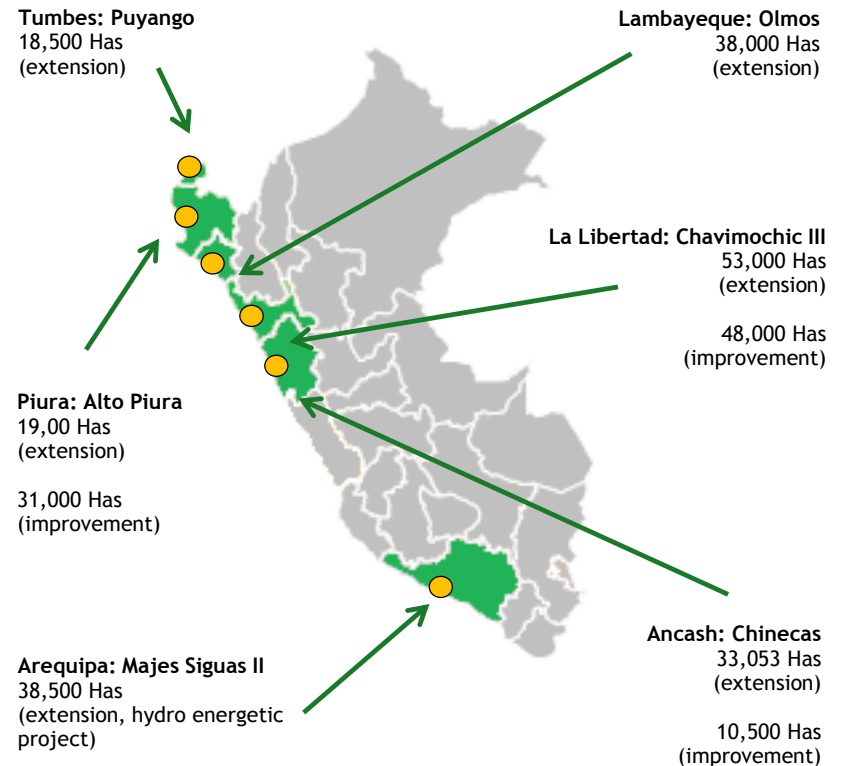 Tumbes: Puyango
18,500 Has
(extension)
Lambayeque: Olmos
38,000 Has
(extension)
La Libertad: Chavimochic III
53,000 Has
(extension)
48,000 Has
(improvement)
Piura: Alto Piura
19,00 Has
(extension)
31,000 Has
(improvement)
Ancash: Chinecas
33,053 Has
(extension)
10,500 Has
(improvement)
Arequipa: Majes Siguas II
38,500 Has
(extension, hydro energetic
project)